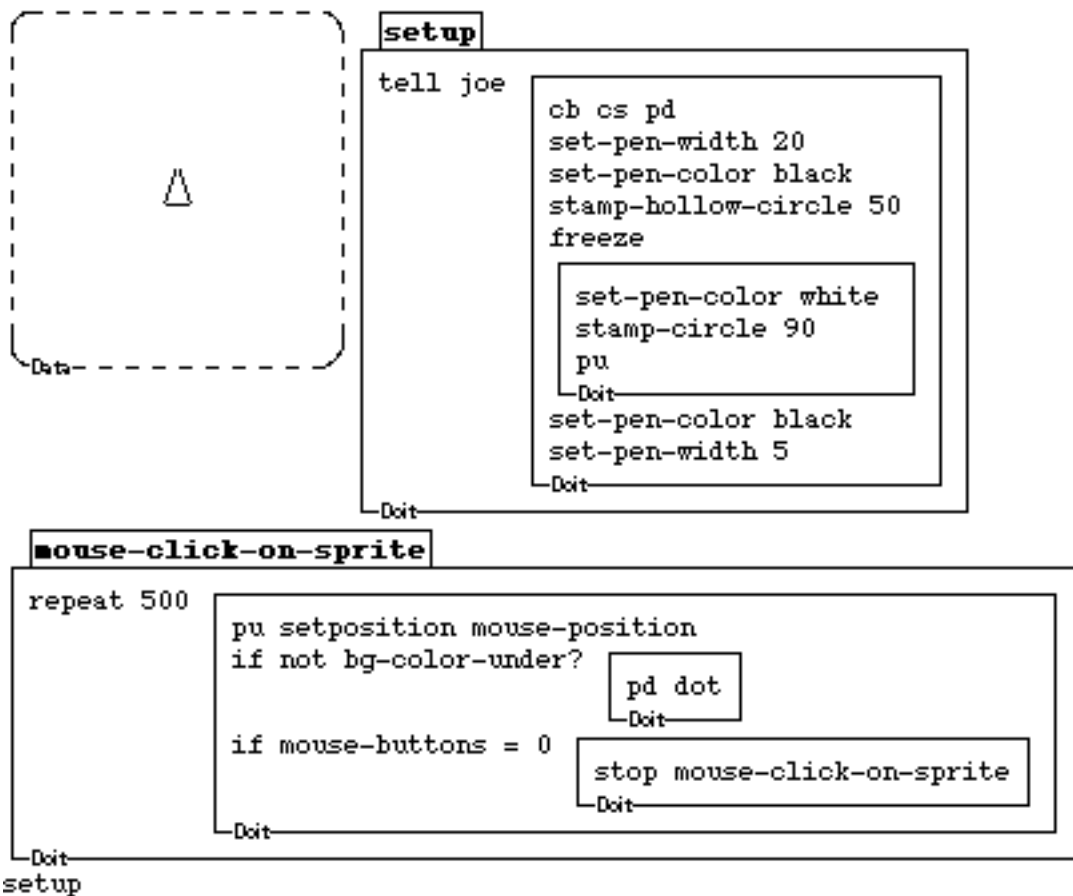 setup
tell joe
cb cs pd
set-pen-width 20
set-pen-color black
stamp-hollow-circle 50
freeze
set-pen-color white
stamp-circle 90
pu
Doit
set-pen-color black
set-pen-width 5
Doit
Doit
Data
mouse-click-on-sprite
repeat 500
pu setposition mouse-position
if not bg-color-under?
pd dot
Doit
if mouse-buttons = 0
stop mouse-click-on-sprite
Doit
Doit
Doit
setup